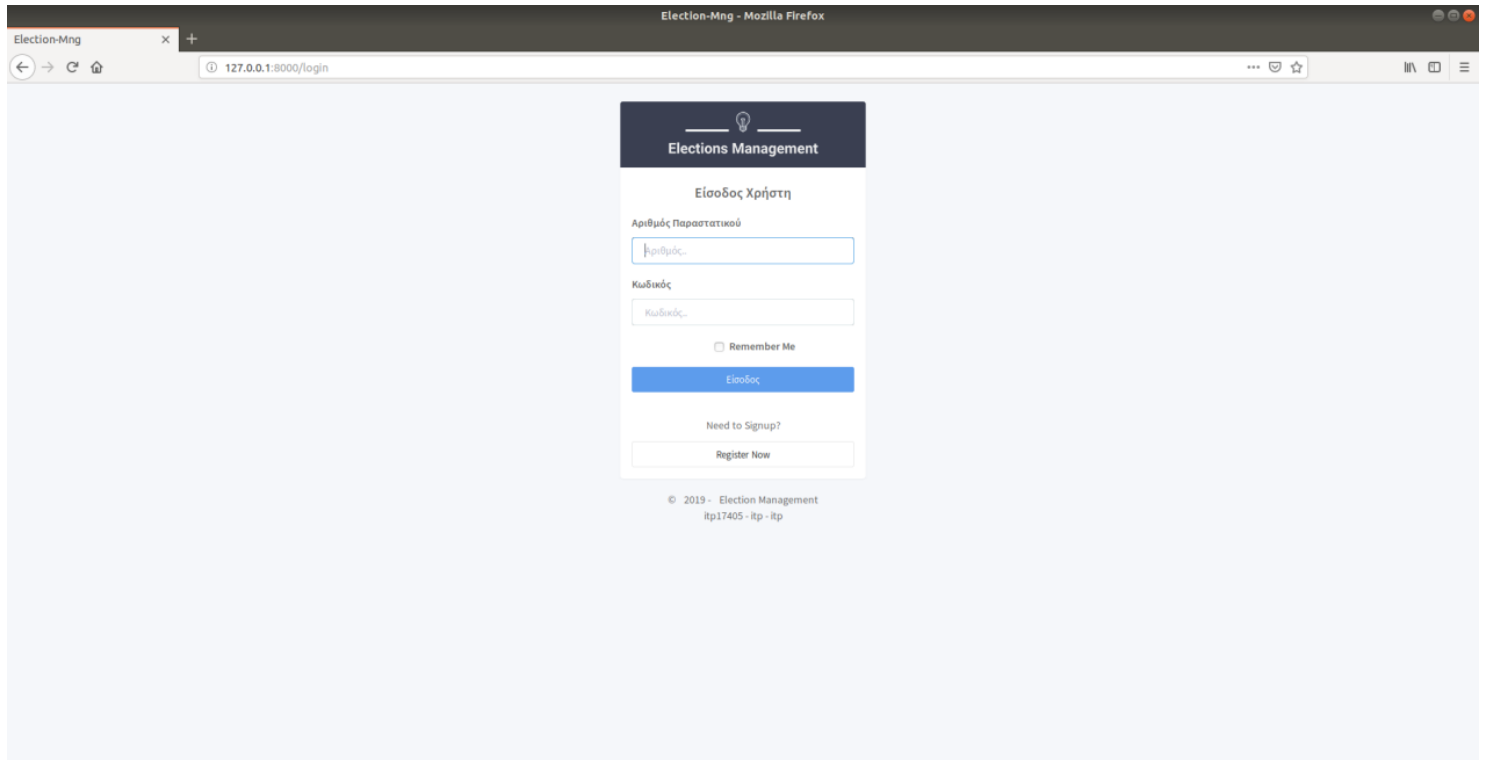 Election-Mng - Mozilla Firefox
Election-Mng
127.0.0.1:8000/login
Elections Management
Είσοδος Χρήστη
Αριθμός Παραστατικού
Αριθμός..
Κωδικός
Κωδικός..
Remember Me
Είσοδος
Need to Signup?
Register Now
© 2019 - Election Management
itp17405 - itp - itp